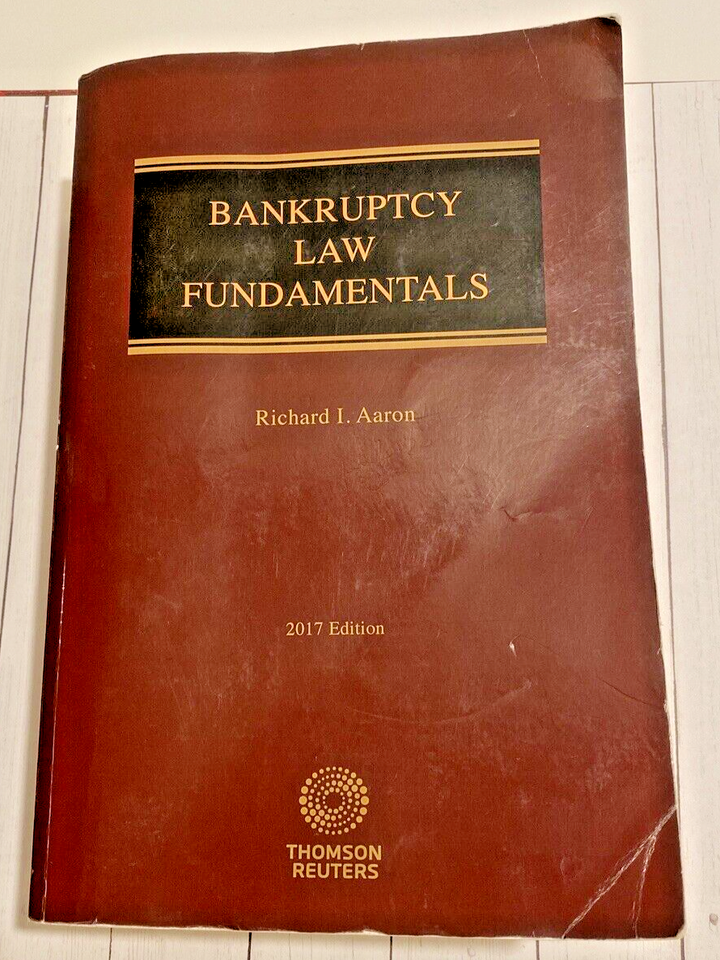 BANKRUPTCY
LAW
FUNDAMENTALS
Richard I. Aaron
2017 Edition
THOMSON
REUTERS